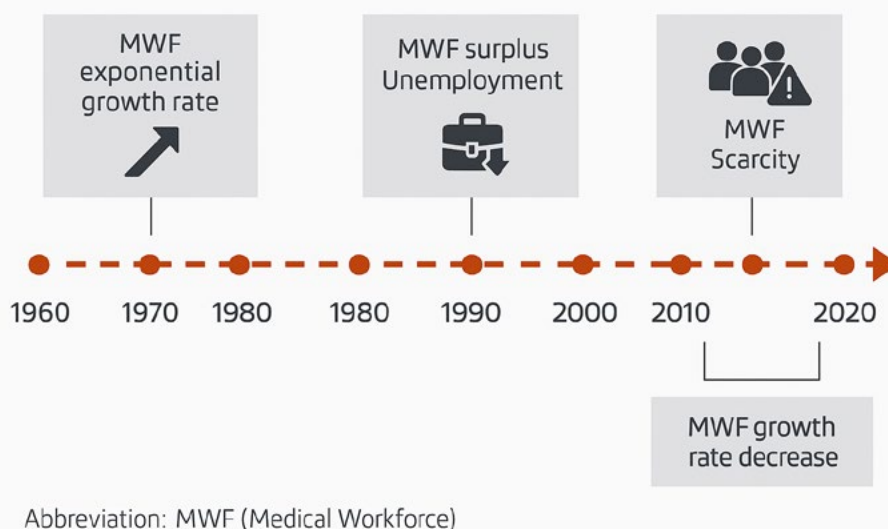 MWF
exponential
growth rate
MWF surplus
Unemployment
MWF
Scarcity
1960 1970 1980 1980 1990 2000 2010 2020
MWF growth
rate decrease
Abbreviation: MWF (Medical Workforce)